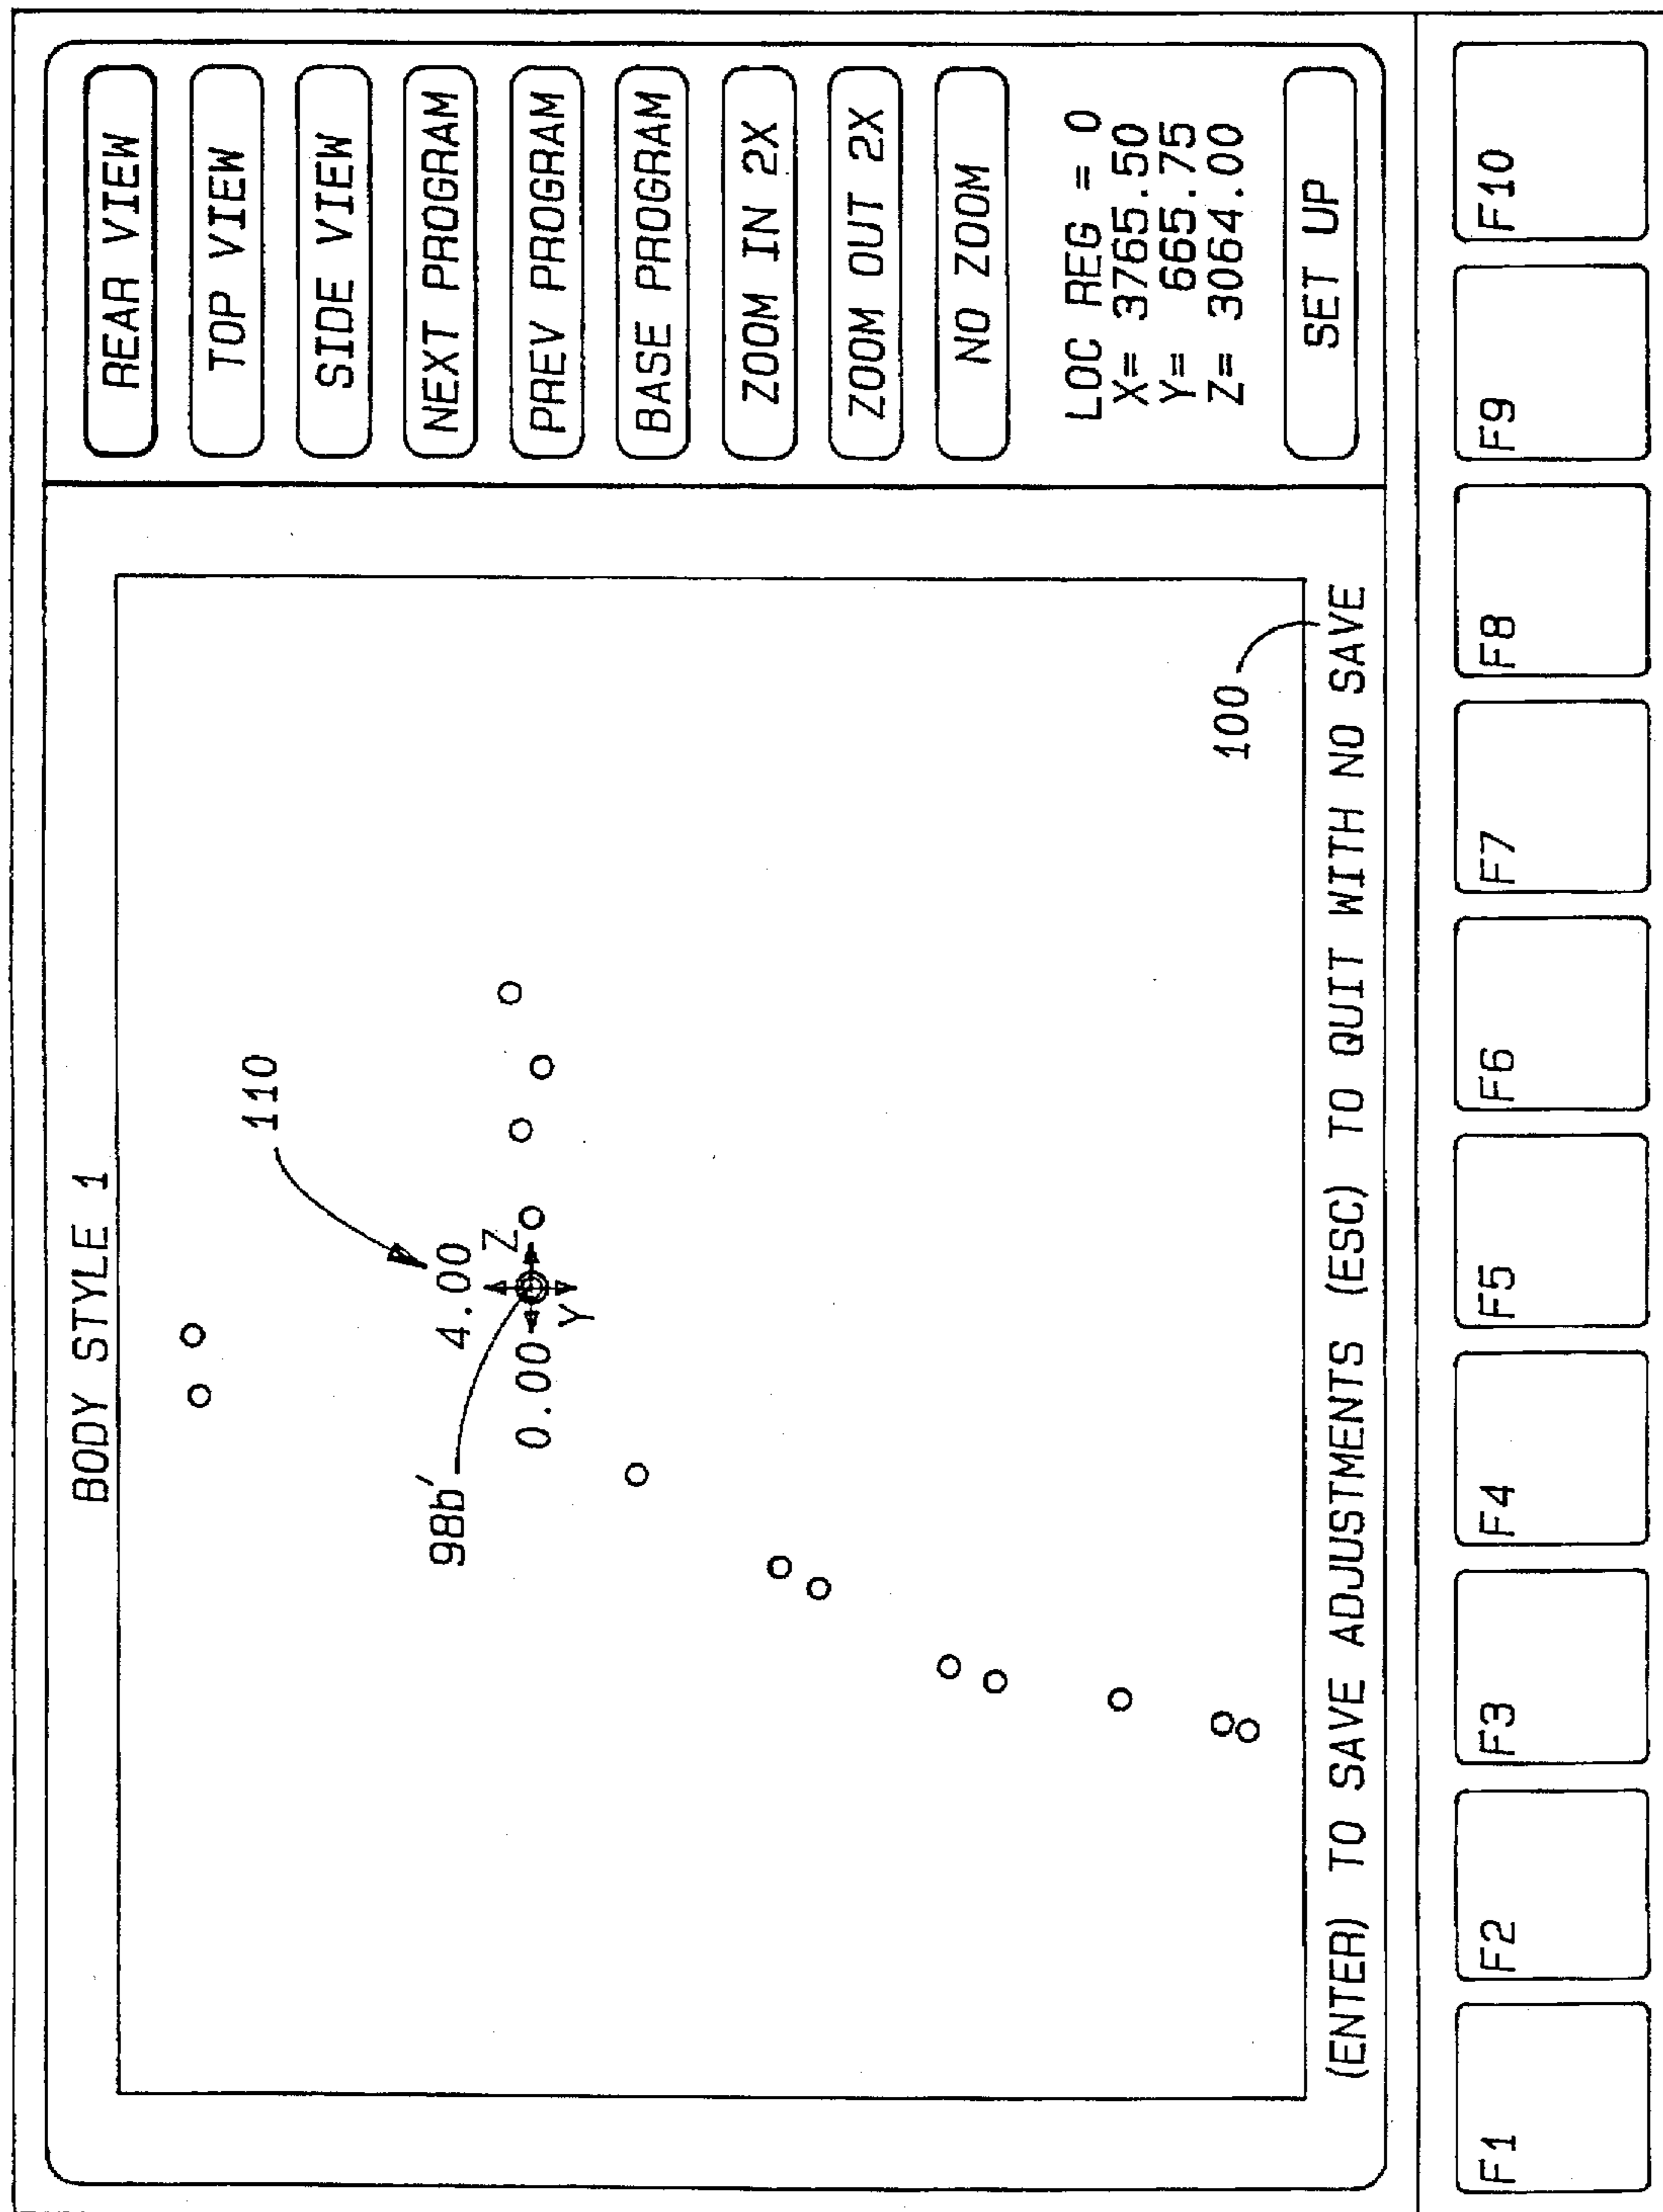 BODY STYLE 1
110
4.00
Z
98b'
0.00
Y
100
(ENTER) TO SAVE ADJUSTMENTS (ESC) TO QUIT WITH NO SAVE
REAR VIEW
TOP VIEW
SIDE VIEW
NEXT PROGRAM
PREV PROGRAM
BASE PROGRAM
ZOOM IN 2X
ZOOM OUT 2X
NO ZOOM
LOC REG = 0
X= 3765.50
Y= 665.75
Z= 3064.00
SET UP
F1
F2
F3
F4
F5
F6
F7
F8
F9
F10